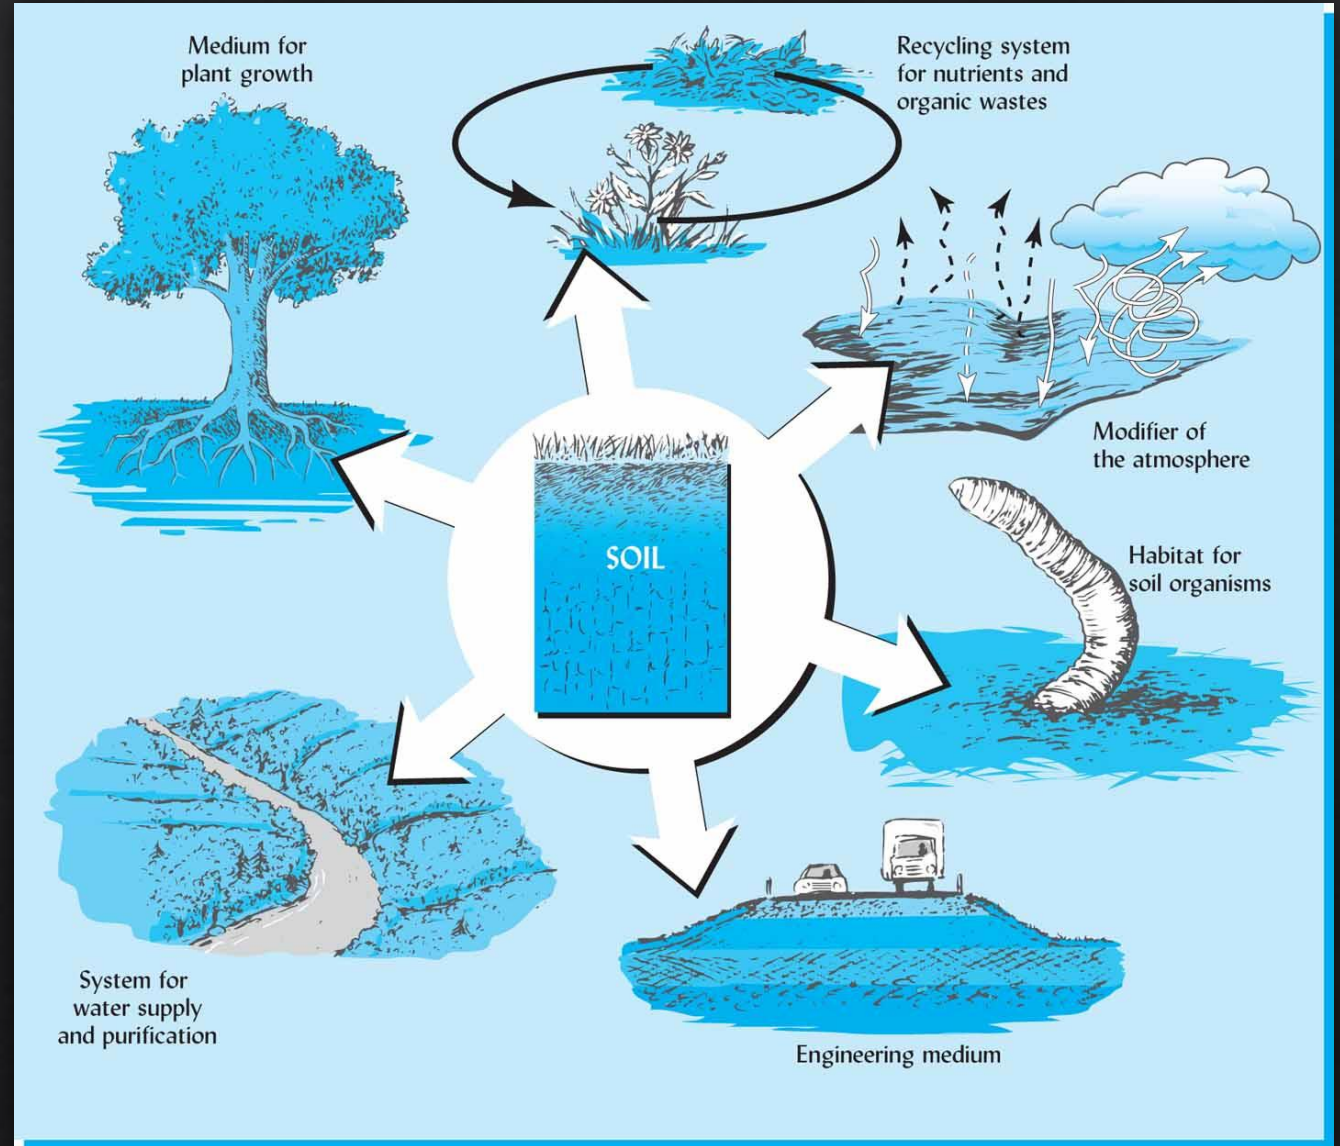 Medium for
plant growth
Recycling system
for nutrients and
organic wastes
Modifier of
the atmosphere
Habitat for
soil organisms
SOIL
System for
water supply
and purification
Engineering medium